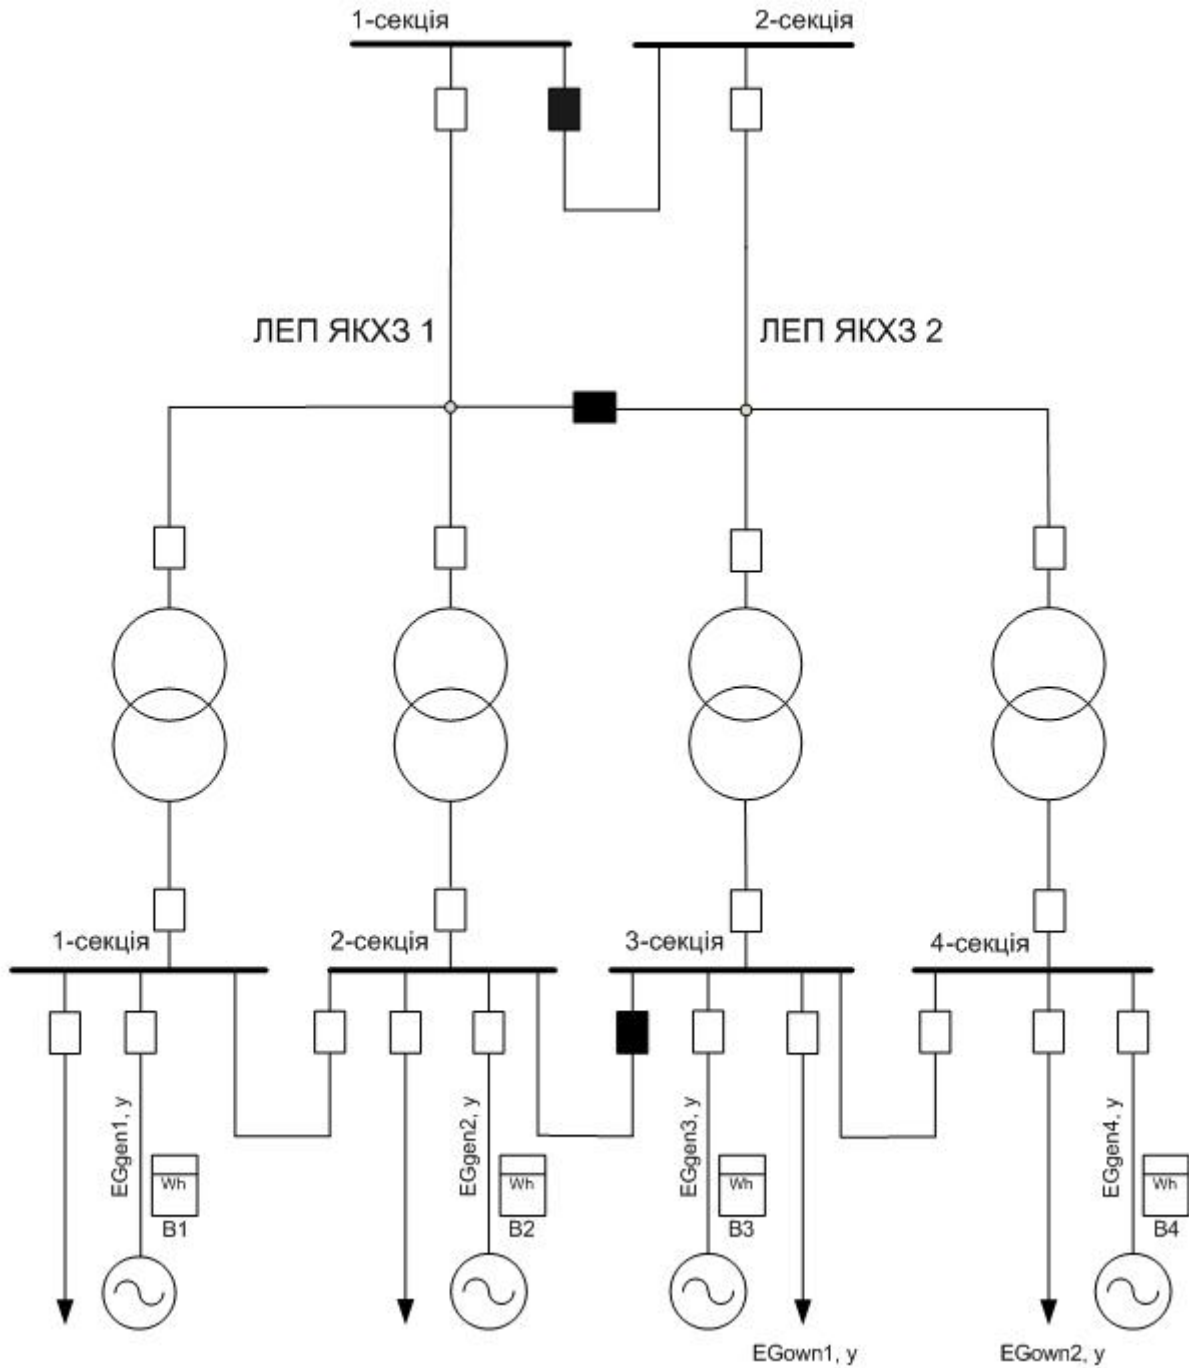 1-секція
2-секція
ЛЕП ЯКХЗ 1
ЛЕП ЯКХЗ 2
1-секція
2-секція
3-секція
4-секція
EGgen1, y
EGgen2, y
EGgen3, y
EGgen4, y
Wh
Wh
Wh
Wh
B1
B2
B3
B4
EGown1, y
EGown2, y